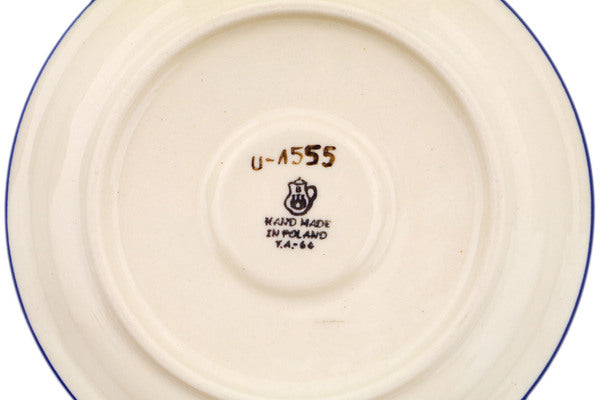 U-1555
B
HAND MADE
IN POLAND
T.A.-66